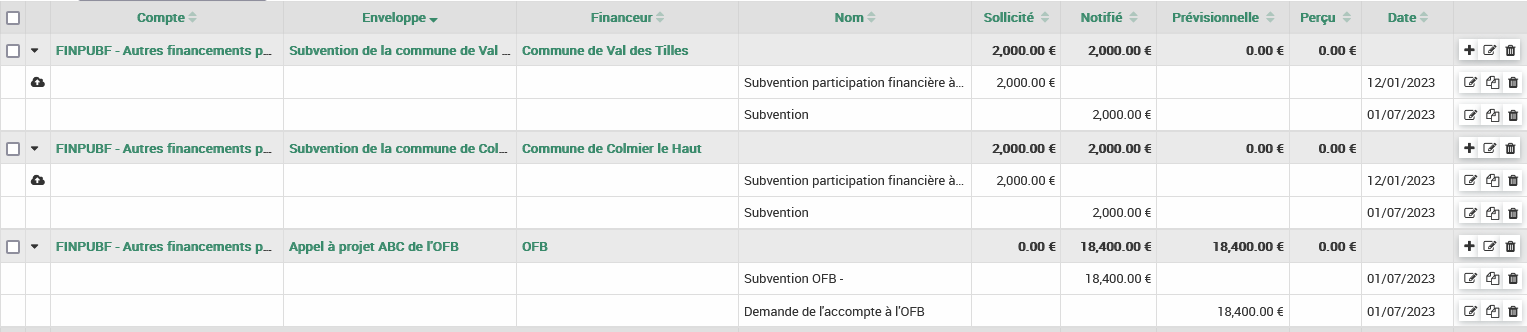 Compte Enveloppe Financeur Nom Sollicité Notifié Prévisionnelle Perçu Date
FINPUBF - Autres financements p... Subvention de la commune de Val ... Commune de Val des Tilles 2,000.00 € 2,000.00 € 0.00 € 0.00 €
Subvention participation financière à... 2,000.00 € 12/01/2023
Subvention 2,000.00 € 01/07/2023
FINPUBF - Autres financements p... Subvention de la commune de Col... Commune de Colmier le Haut 2,000.00 € 2,000.00 € 0.00 € 0.00 €
Subvention participation financière à... 2,000.00 € 12/01/2023
Subvention 2,000.00 € 01/07/2023
FINPUBF - Autres financements p... Appel à projet ABC de l'OFB OFB 0.00 € 18,400.00 € 18,400.00 € 0.00 €
Subvention OFB - 18,400.00 € 01/07/2023
Demande de l'accompte à l'OFB 18,400.00 € 01/07/2023